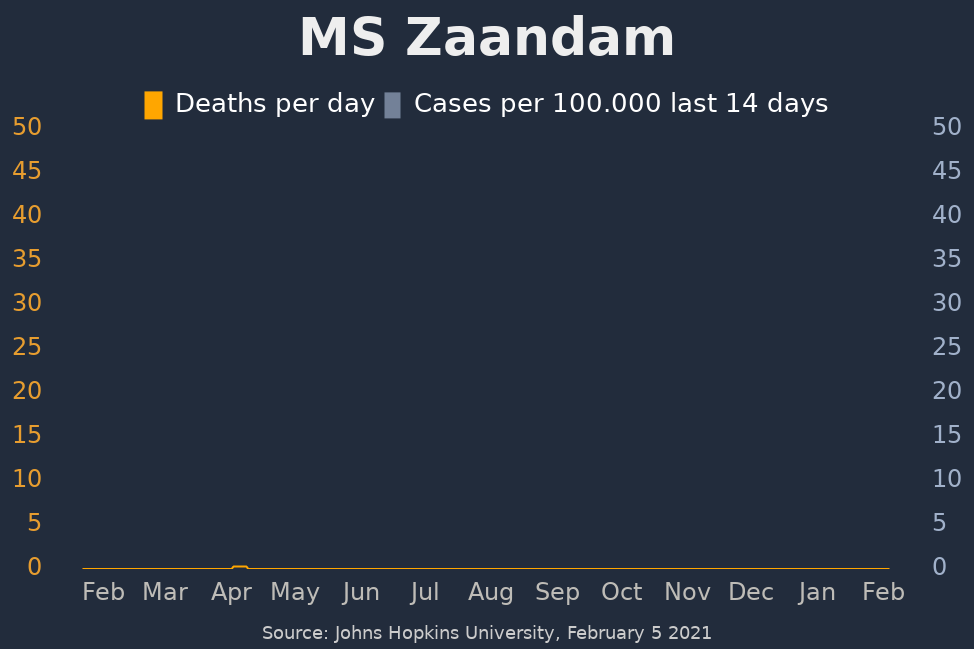 MS Zaandam
Deaths per day Cases per 100.000 last 14 days
50 50
45 45
40 40
35 35
30 30
25 25
20 20
15 15
10 10
5 5
0 0
Feb Mar Apr May Jun Jul Aug Sep Oct Nov Dec Jan Feb
Source: Johns Hopkins University, February 5 2021